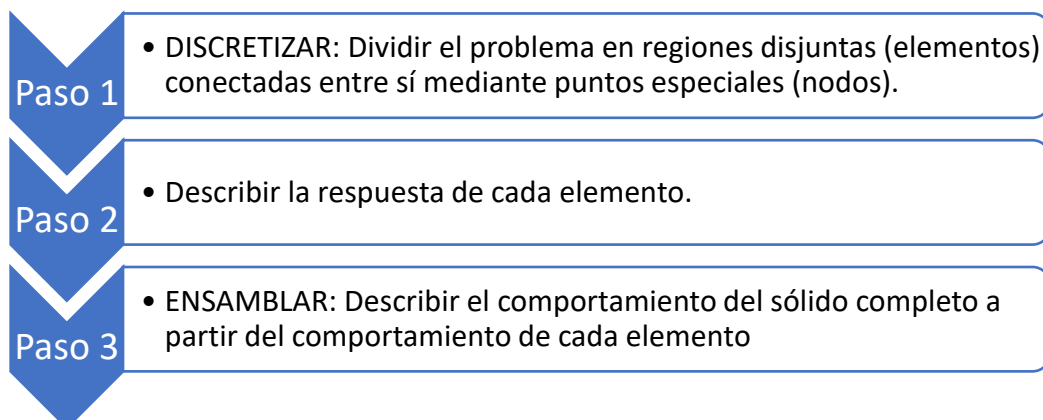 Paso 1
• DISCRETIZAR: Dividir el problema en regiones disjuntas (elementos)
conectadas entre sí mediante puntos especiales (nodos).
Paso 2
• Describir la respuesta de cada elemento.
Paso 3
• ENSAMBLAR: Describir el comportamiento del sólido completo a
partir del comportamiento de cada elemento